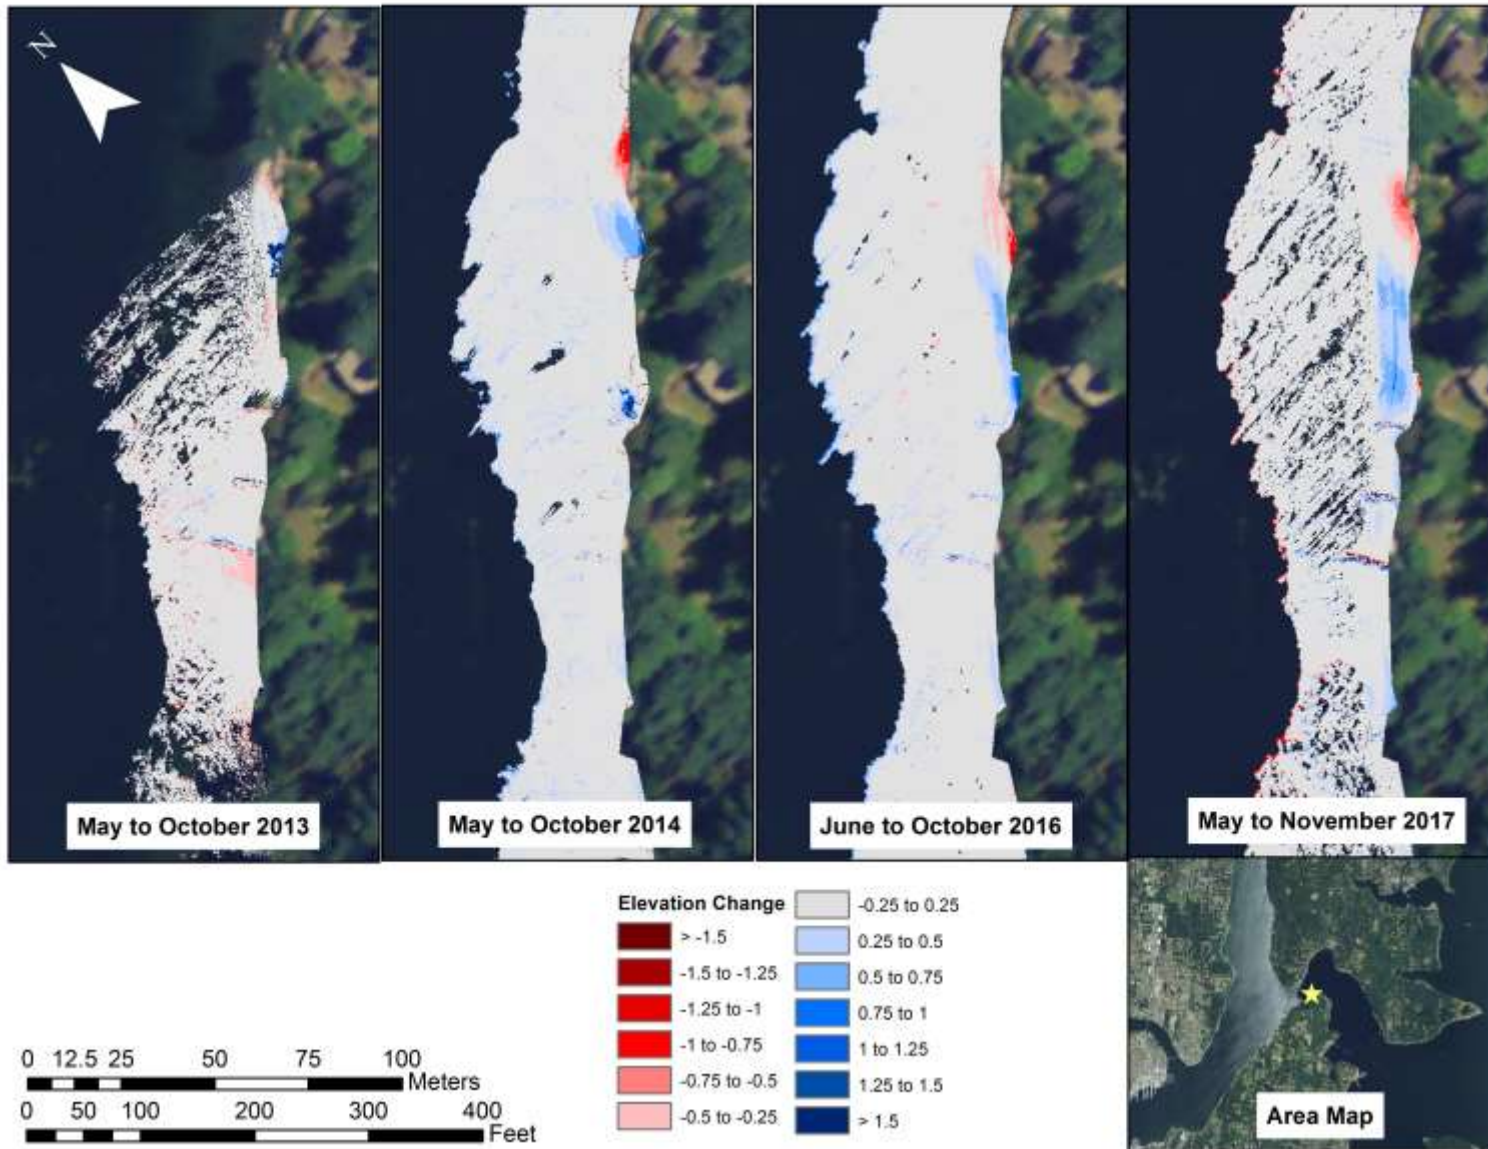 N
May to October 2013
May to October 2014
June to October 2016
May to November 2017
Elevation Change
> -1.5
-1.5 to -1.25
-1.25 to -1
-1 to -0.75
-0.75 to -0.5
-0.5 to -0.25
-0.25 to 0.25
0.25 to 0.5
0.5 to 0.75
0.75 to 1
1 to 1.25
1.25 to 1.5
> 1.5
0 12.5 25 50 75 100
Meters
0 50 100 200 300 400
Feet
Area Map